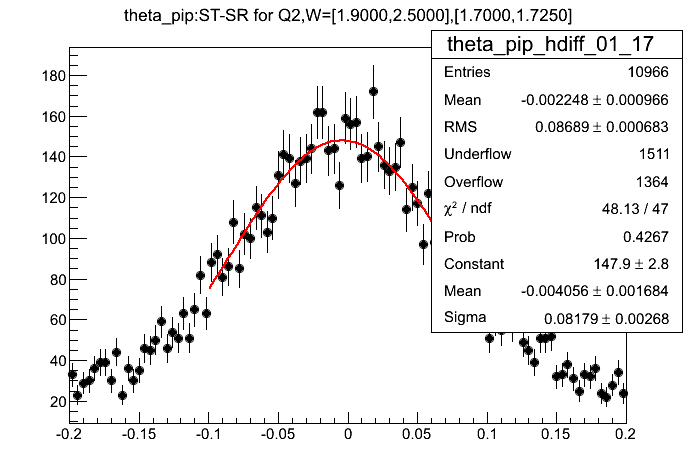 theta_pip:ST-SR for Q2,W=[1.9000,2.5000],[1.7000,1.7250]
theta_pip_hdiff_01_17
Entries 10966
Mean -0.002248 ± 0.000966
RMS 0.08689 ± 0.000683
Underflow 1511
Overflow 1364
χ² / ndf 48.13 / 47
Prob 0.4267
Constant 147.9 ± 2.8
Mean -0.004056 ± 0.001684
Sigma 0.08179 ± 0.00268
180
160
140
120
100
80
60
40
20
-0.2 -0.15 -0.1 -0.05 0 0.05 0.1 0.15 0.2